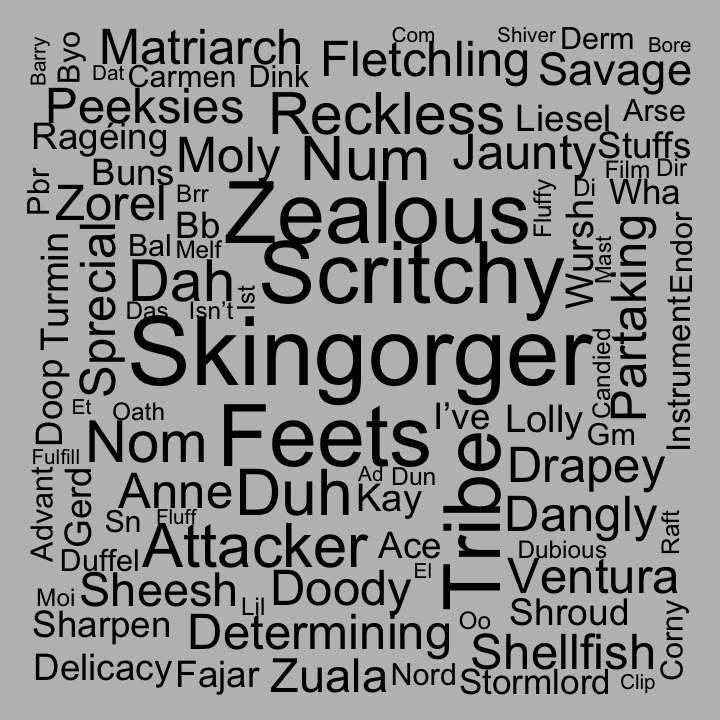 Barry
Byo
Matriarch
Com
Shiver
Derm
Bore
Dat
Carmen
Dink
Fletchling
Savage
Peeksies
Reckless
Liesel
Arse
Ragéing
Moly
Num
Jaunty
Stuffs
Buns
Film
Dir
Pbr
Zorel
Brr
Zealous
Fluffy
Di
Wha
Bb
Wursh
Bal
Melf
Mast
Partaking
Endor
Turmin
Sprecial
Dah
Scritchy
Das
Isn’t
Ist
Skingorger
Candied
Instrument
Doop
Et
Oath
Feets
I’ve
Lolly
Gm
Nom
Fulfill
Tribe
Drapey
Advant
Gerd
Anne
Duh
Ad
Dun
Kay
Sn
Fluff
Dangly
Raft
Duffel
Attacker
Ace
Dubious
El
Ventura
Moi
Sheesh
Lil
Doody
Sharpen
Determining
Oo
Shroud
Corny
Shellfish
Delicacy
Fajar
Zuala
Nord
Stormlord
Clip